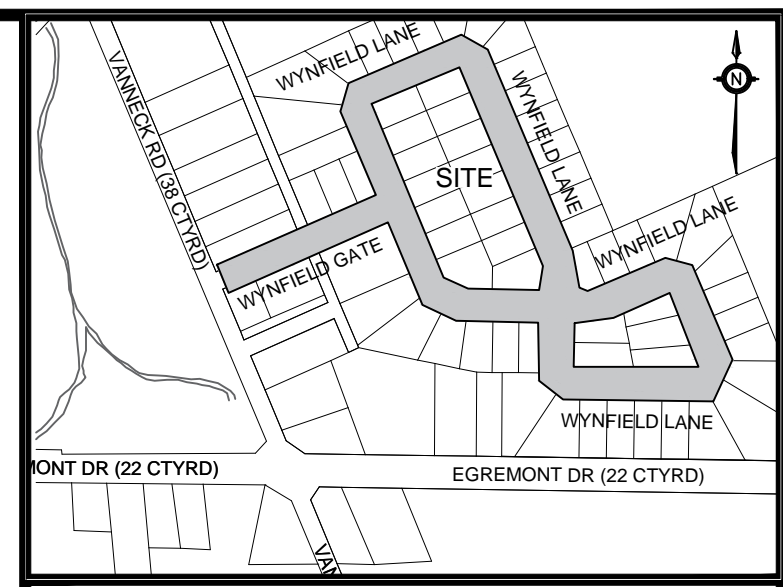 WYNFIELD LANE
N
VANNECK RD (38 CTYRD)
WYNFIELD LANE
SITE
WYNFIELD LANE
WYNFIELD GATE
WYNFIELD LANE
MONT DR (22 CTYRD)
EGREMONT DR (22 CTYRD)
VAN